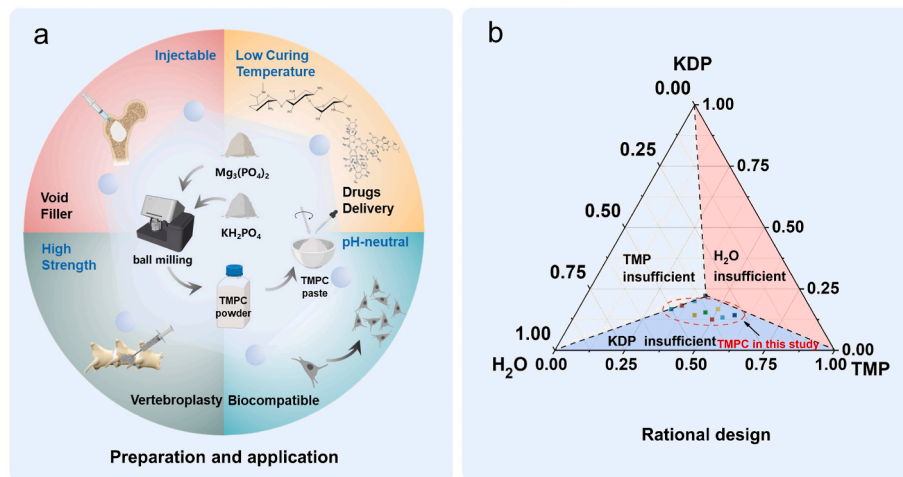 a
Injectable
Low Curing
Temperature
Mg₃(PO₄)₂
Void
Filler
Drugs
Delivery
KH₂PO₄
High
Strength
ball milling
pH-neutral
TMPC
paste
TMPC
powder
Vertebroplasty
Biocompatible
Preparation and application
b
KDP
0.00
1.00
0.25
0.75
0.50
0.50
TMP
insufficient
H₂O
insufficient
0.75
0.25
1.00
KDP insufficient
TMPC in this study
0.00
H₂O
0.00
0.25
0.50
0.75
1.00
TMP
Rational design